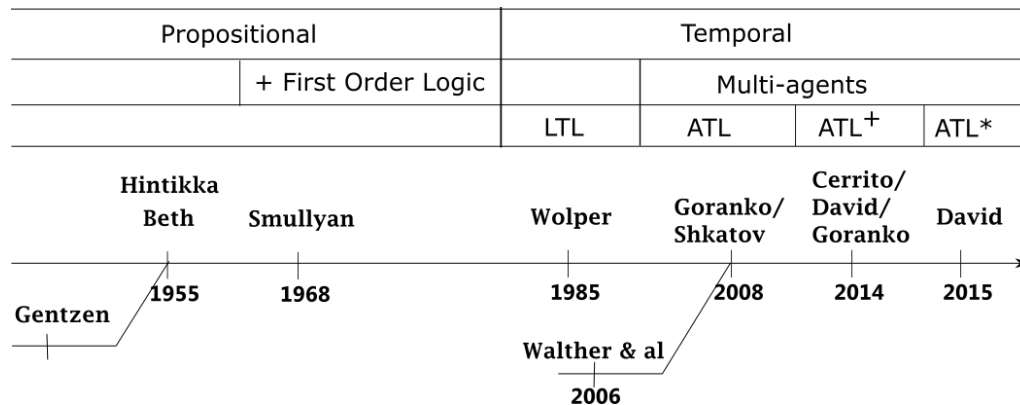 Propositional Temporal
+ First Order Logic Multi-agents
LTL ATL ATL+ ATL*
Hintikka
Beth
Smullyan
Wolper
Goranko/
Shkatov
Cerrito/
David/
Goranko
David
1955 1968 1985 2008 2014 2015
Gentzen
Walther & al
2006